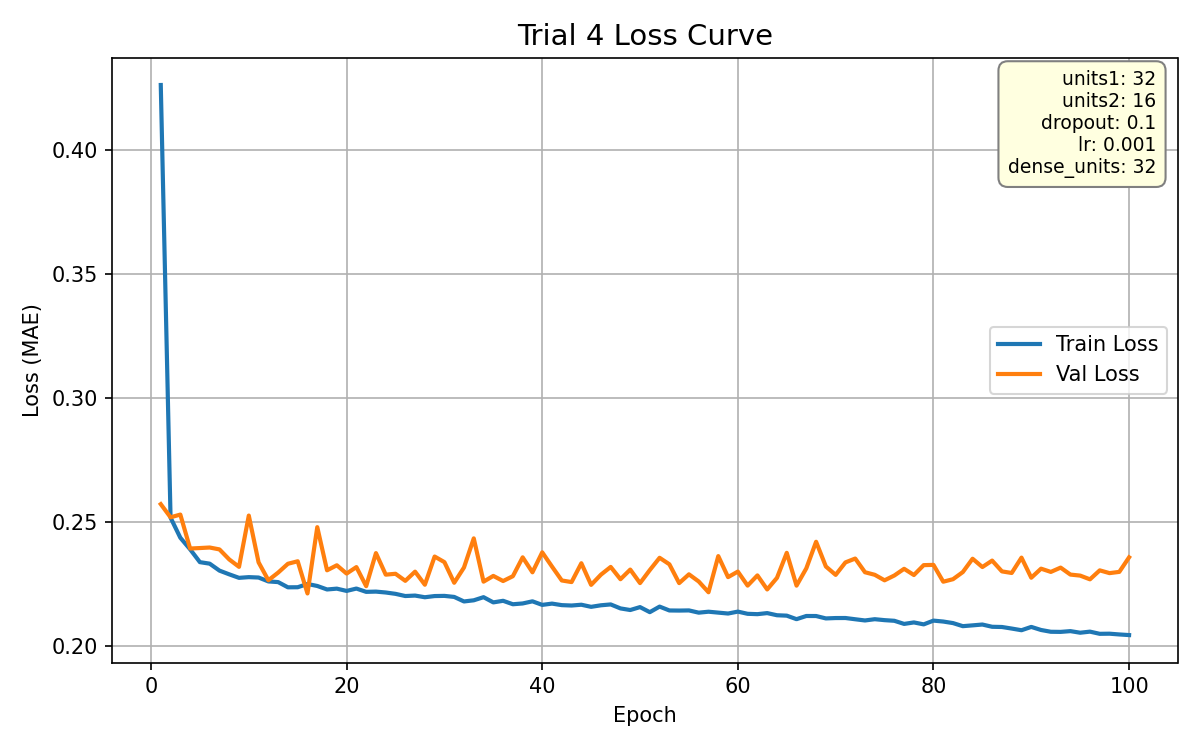 Trial 4 Loss Curve
units1: 32
units2: 16
dropout: 0.1
lr: 0.001
dense_units: 32
0.40
0.35
0.30
0.25
0.20
Loss (MAE)
Train Loss
Val Loss
0
20
40
60
80
100
Epoch